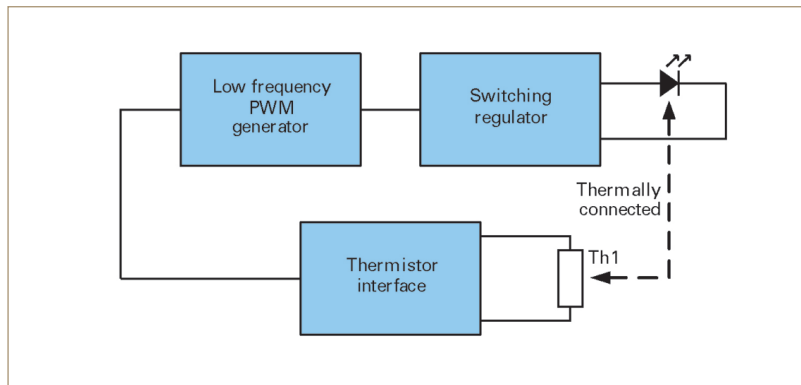 Low frequency
PWM
generator
Switching
regulator
Thermally
connected
Thermistor
interface
Th1